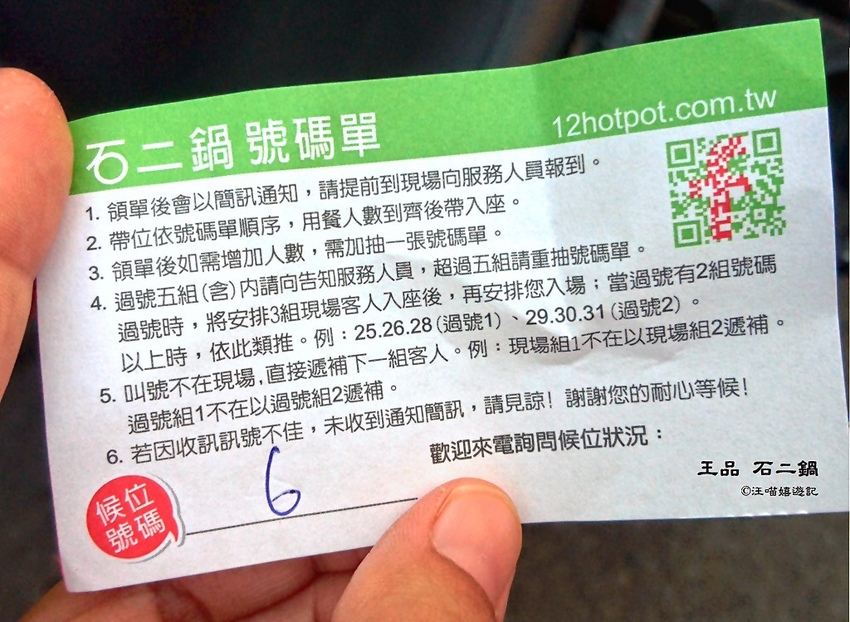 石二鍋 號碼單
12hotpot.com.tw
1. 領單後會以簡訊通知，請提前到現場向服務人員報到。
2. 帶位依號碼單順序，用餐人數到齊後帶入座。
3. 領單後如需增加人數，需加抽一張號碼單。
4. 過號五組(含)內請向告知服務人員，超過五組請重抽號碼單。
過號時，將安排3組現場客人入座後，再安排您入場；當過號有2組號碼
以上時，依此類推。例：25.26.28(過號1)、29.30.31(過號2)。
5. 叫號不在現場,直接遞補下一組客人。例：現場組1不在以現場組2遞補。
過號組1不在以過號組2遞補。
6. 若因收訊訊號不佳，未收到通知簡訊，請見諒! 謝謝您的耐心等候!
歡迎來電詢問候位狀況：
候位
號碼
6
王品 石二鍋
©汪喵嬉遊記